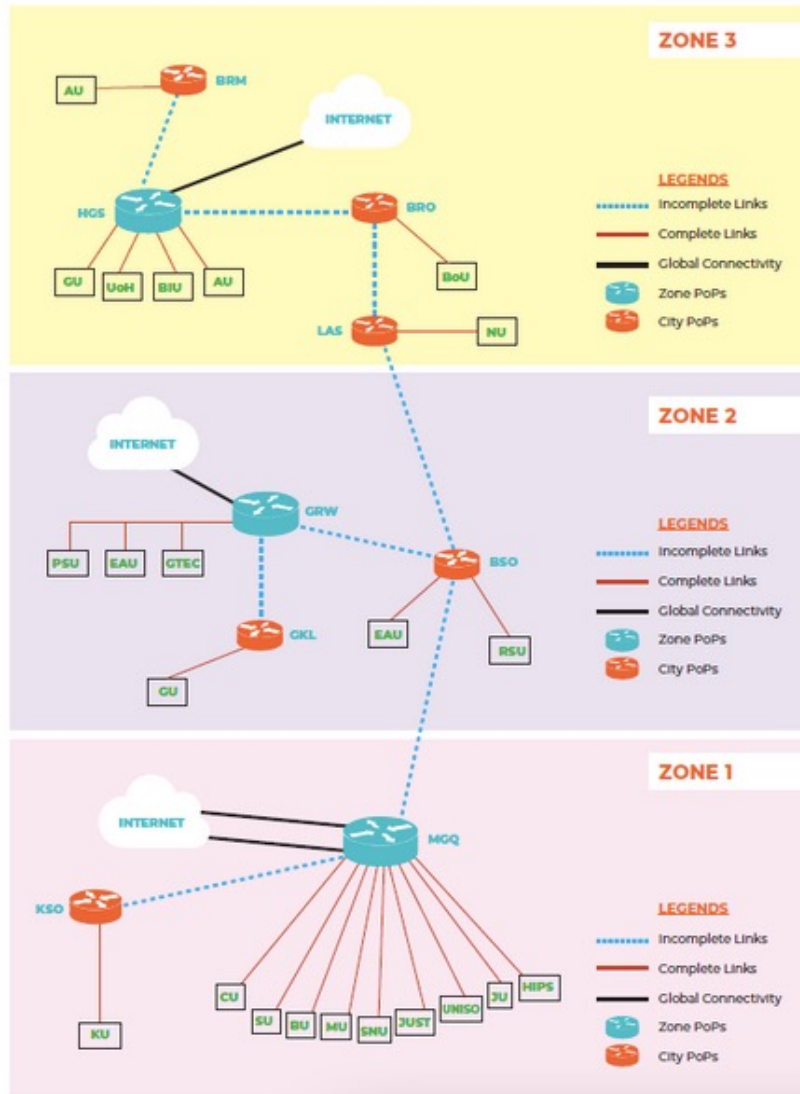 ZONE 3
BRM
AU
INTERNET
HGS
BRO
GU
UoH
BIU
AU
BoU
LAS
NU
LEGENDS
Incomplete Links
Complete Links
Global Connectivity
Zone PoPs
City PoPs
ZONE 2
INTERNET
GRW
PSU
EAU
GTEC
BSO
GKL
EAU
RSU
GU
LEGENDS
Incomplete Links
Complete Links
Global Connectivity
Zone PoPs
City PoPs
ZONE 1
INTERNET
MGQ
KSO
CU
SU
BU
MU
SNU
JUST
UNISO
JU
HIPS
KU
LEGENDS
Incomplete Links
Complete Links
Global Connectivity
Zone PoPs
City PoPs